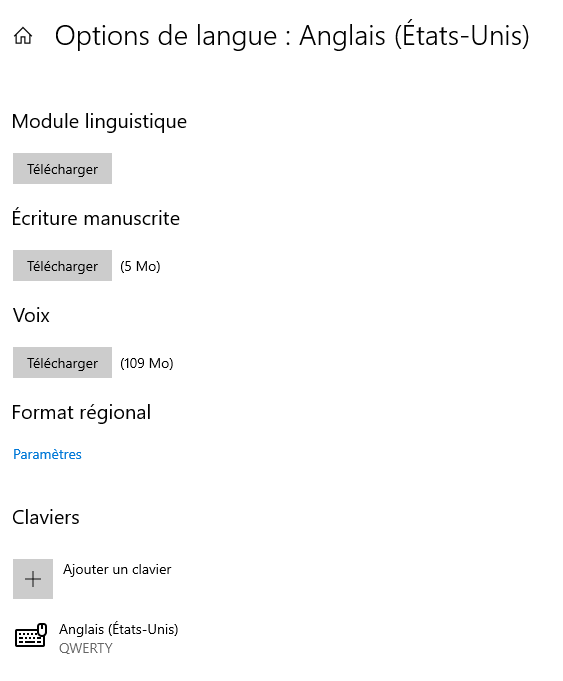 Options de langue : Anglais (États-Unis)
Module linguistique
Télécharger
Écriture manuscrite
Télécharger (5 Mo)
Voix
Télécharger (109 Mo)
Format régional
Paramètres
Claviers
Ajouter un clavier
Anglais (États-Unis)
QWERTY